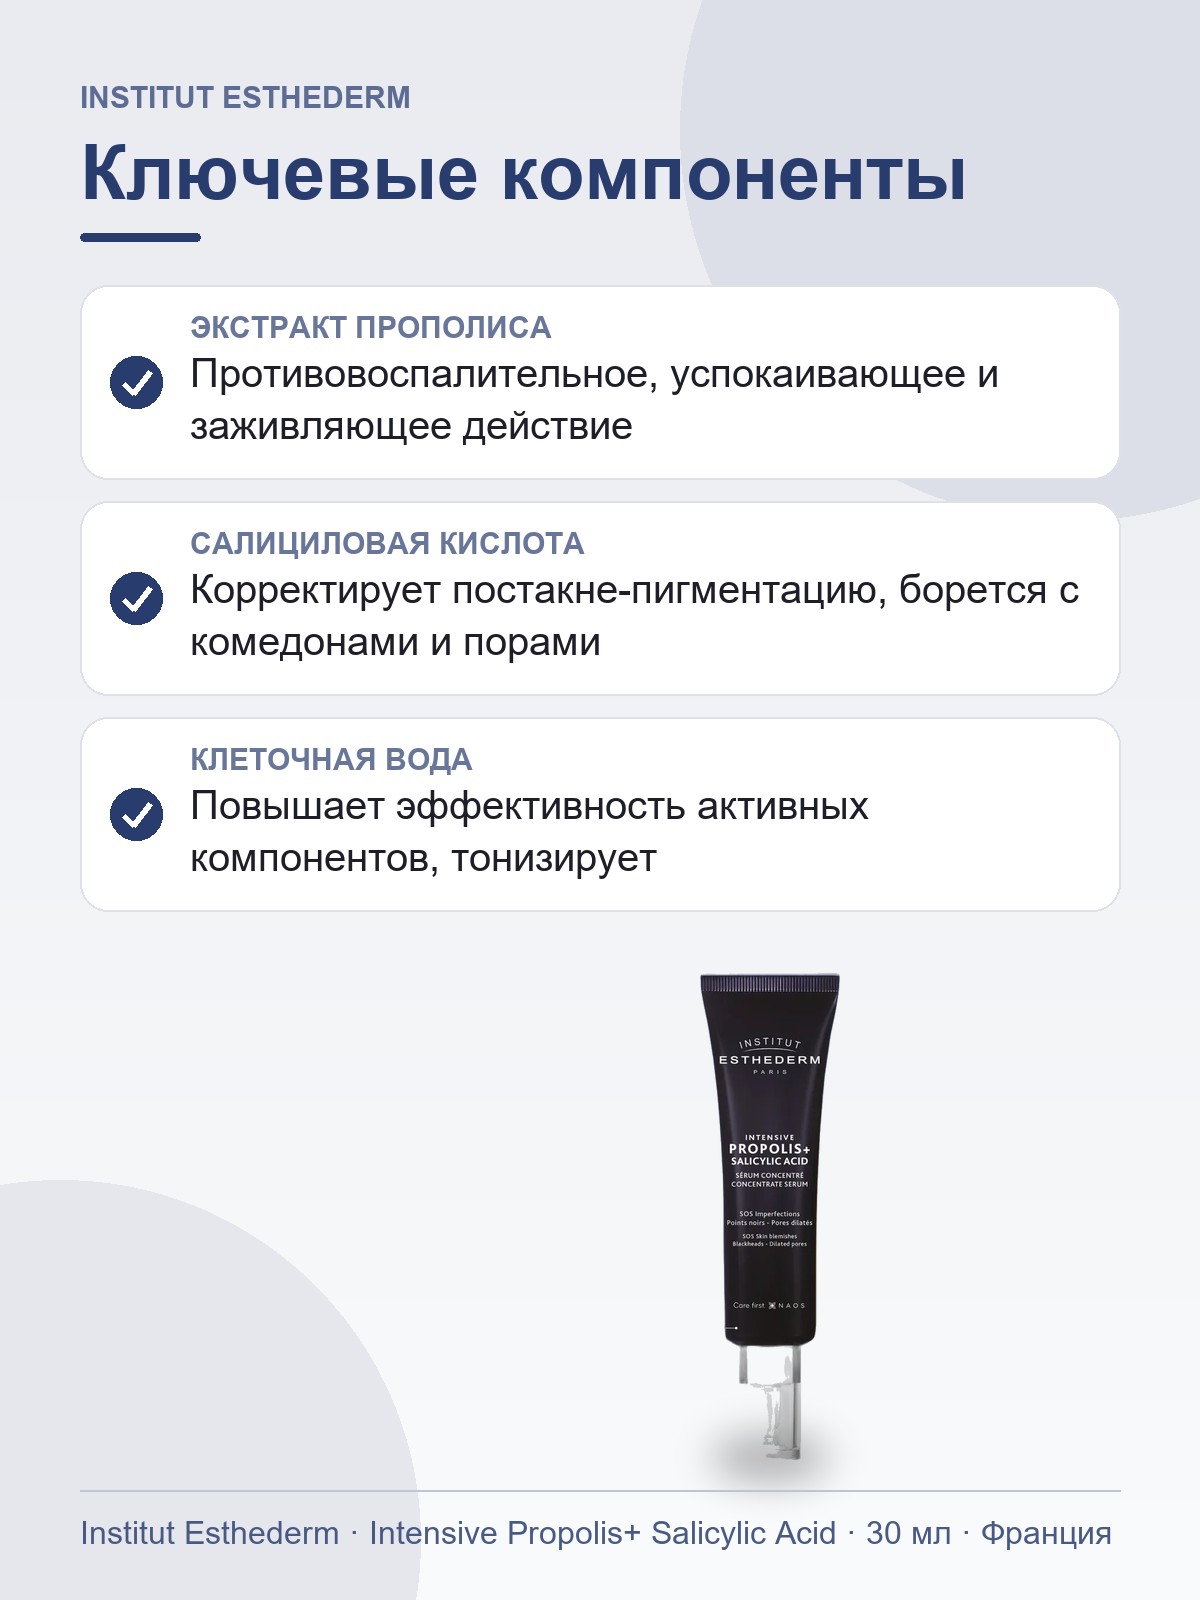 INSTITUT ESTHEDERM
Ключевые компоненты
ЭКСТРАКТ ПРОПОЛИСА
Противовоспалительное, успокаивающее и
заживляющее действие
САЛИЦИЛОВАЯ КИСЛОТА
Корректирует постакне-пигментацию, борется с
комедонами и порами
КЛЕТОЧНАЯ ВОДА
Повышает эффективность активных
компонентов, тонизирует
INSTITUT
ESTHEDERM
PARIS
INTENSIVE
PROPOLIS+
SALICYLIC ACID
SÉRUM CONCENTRÉ
CONCENTRATE SERUM
SOS Imperfections
Points noirs - Pores dilatés
SOS Skin blemishes
Blackheads - Dilated pores
Care first NAOS
Institut Esthederm · Intensive Propolis+ Salicylic Acid · 30 мл · Франция